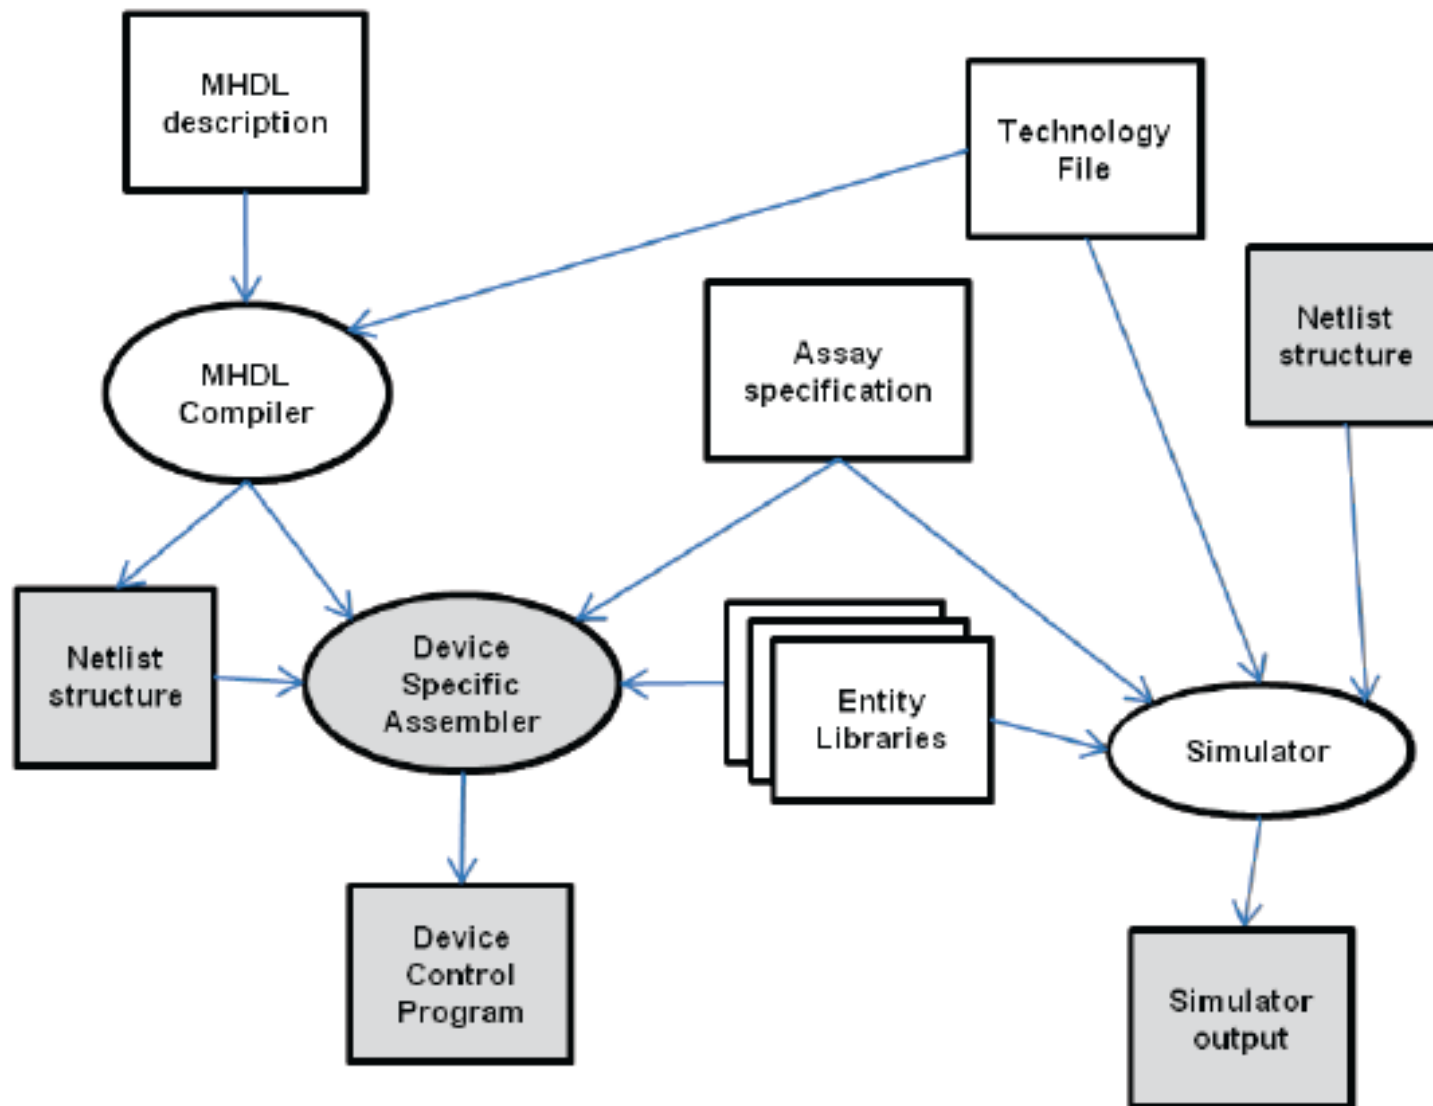 MHDL
description
Technology
File
Netlist
structure
Assay
specification
MHDL
Compiler
Netlist
structure
Device
Specific
Assembler
Entity
Libraries
Simulator
Device
Control
Program
Simulator
output